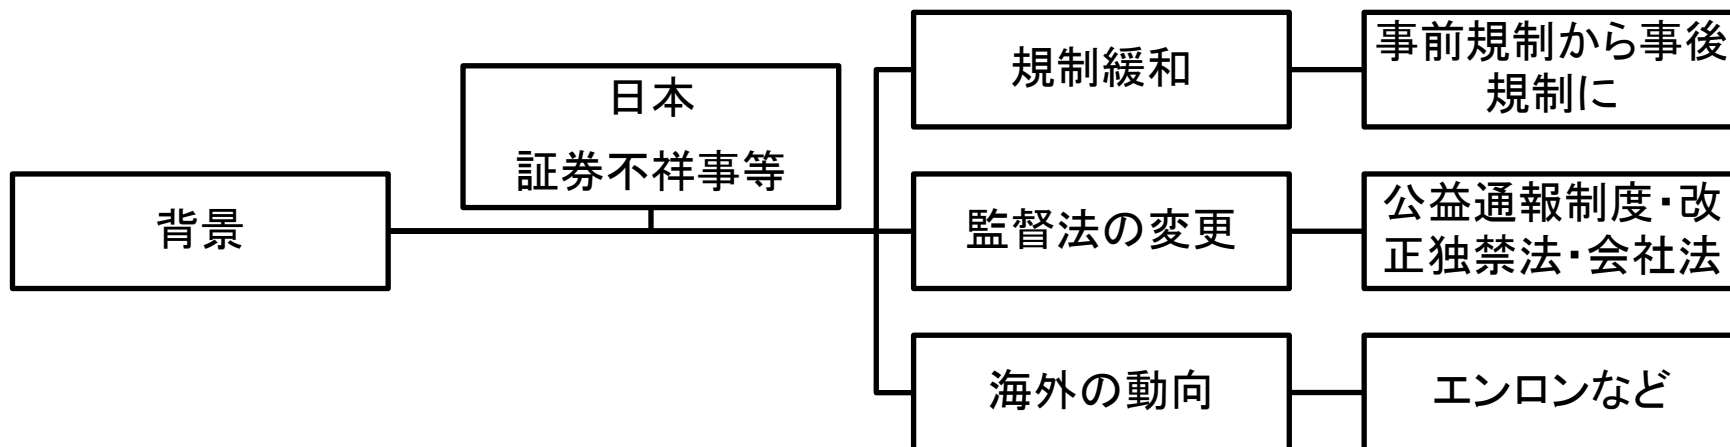 背景
日本
証券不祥事等
規制緩和
事前規制から事後
規制に
監督法の変更
公益通報制度・改
正独禁法・会社法
海外の動向
エンロンなど